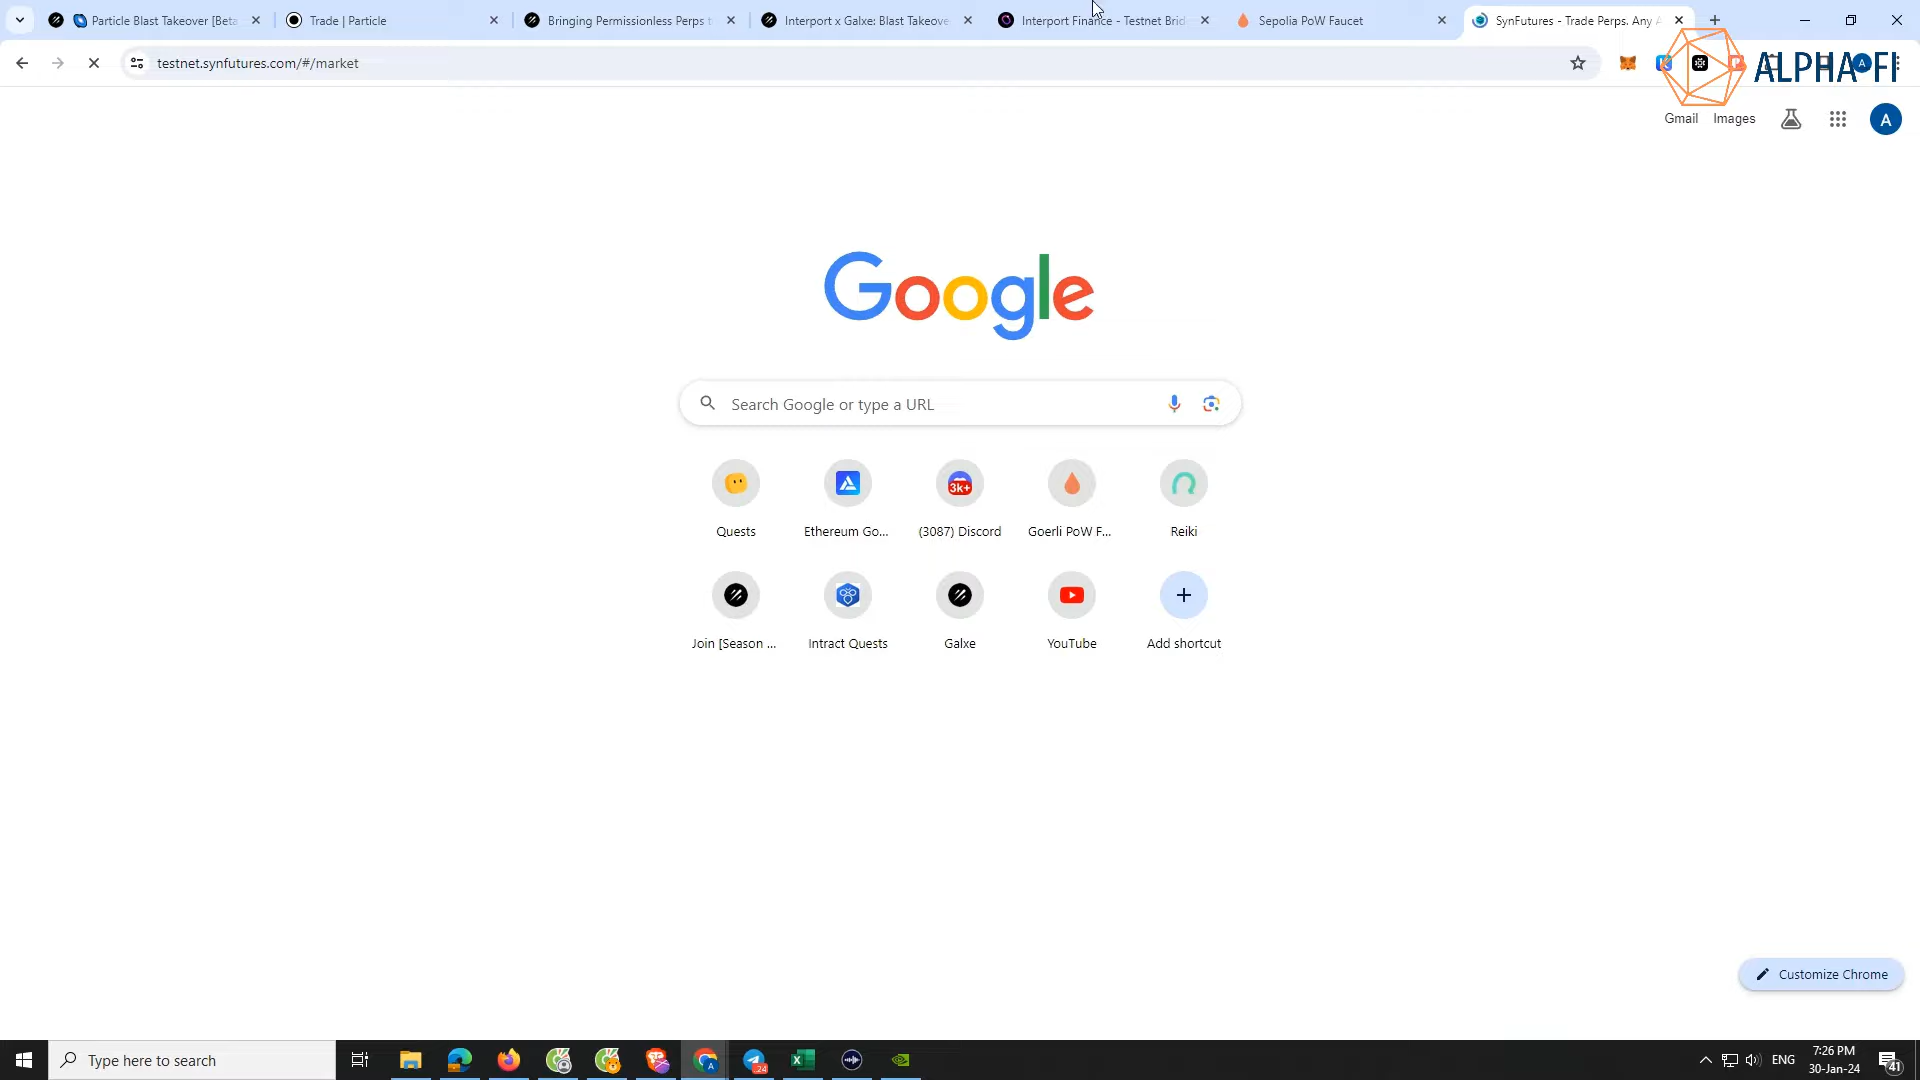 Particle Blast Takeover [Beta
Trade | Particle
Bringing Permissionless Perps t
Interport x Galxe: Blast Takeove
Interport Finance - Testnet Brid
Sepolia PoW Faucet
SynFutures - Trade Perps. Any A
testnet.synfutures.com/#/market
ALPHA FI
Gmail
Images
A
Google
Search Google or type a URL
3k+
Quests
Ethereum Go...
(3087) Discord
Goerli PoW F...
Reiki
Join [Season ...
Intract Quests
Galxe
YouTube
Add shortcut
Customize Chrome
Type here to search
24
ENG
7:26 PM
30-Jan-24
41